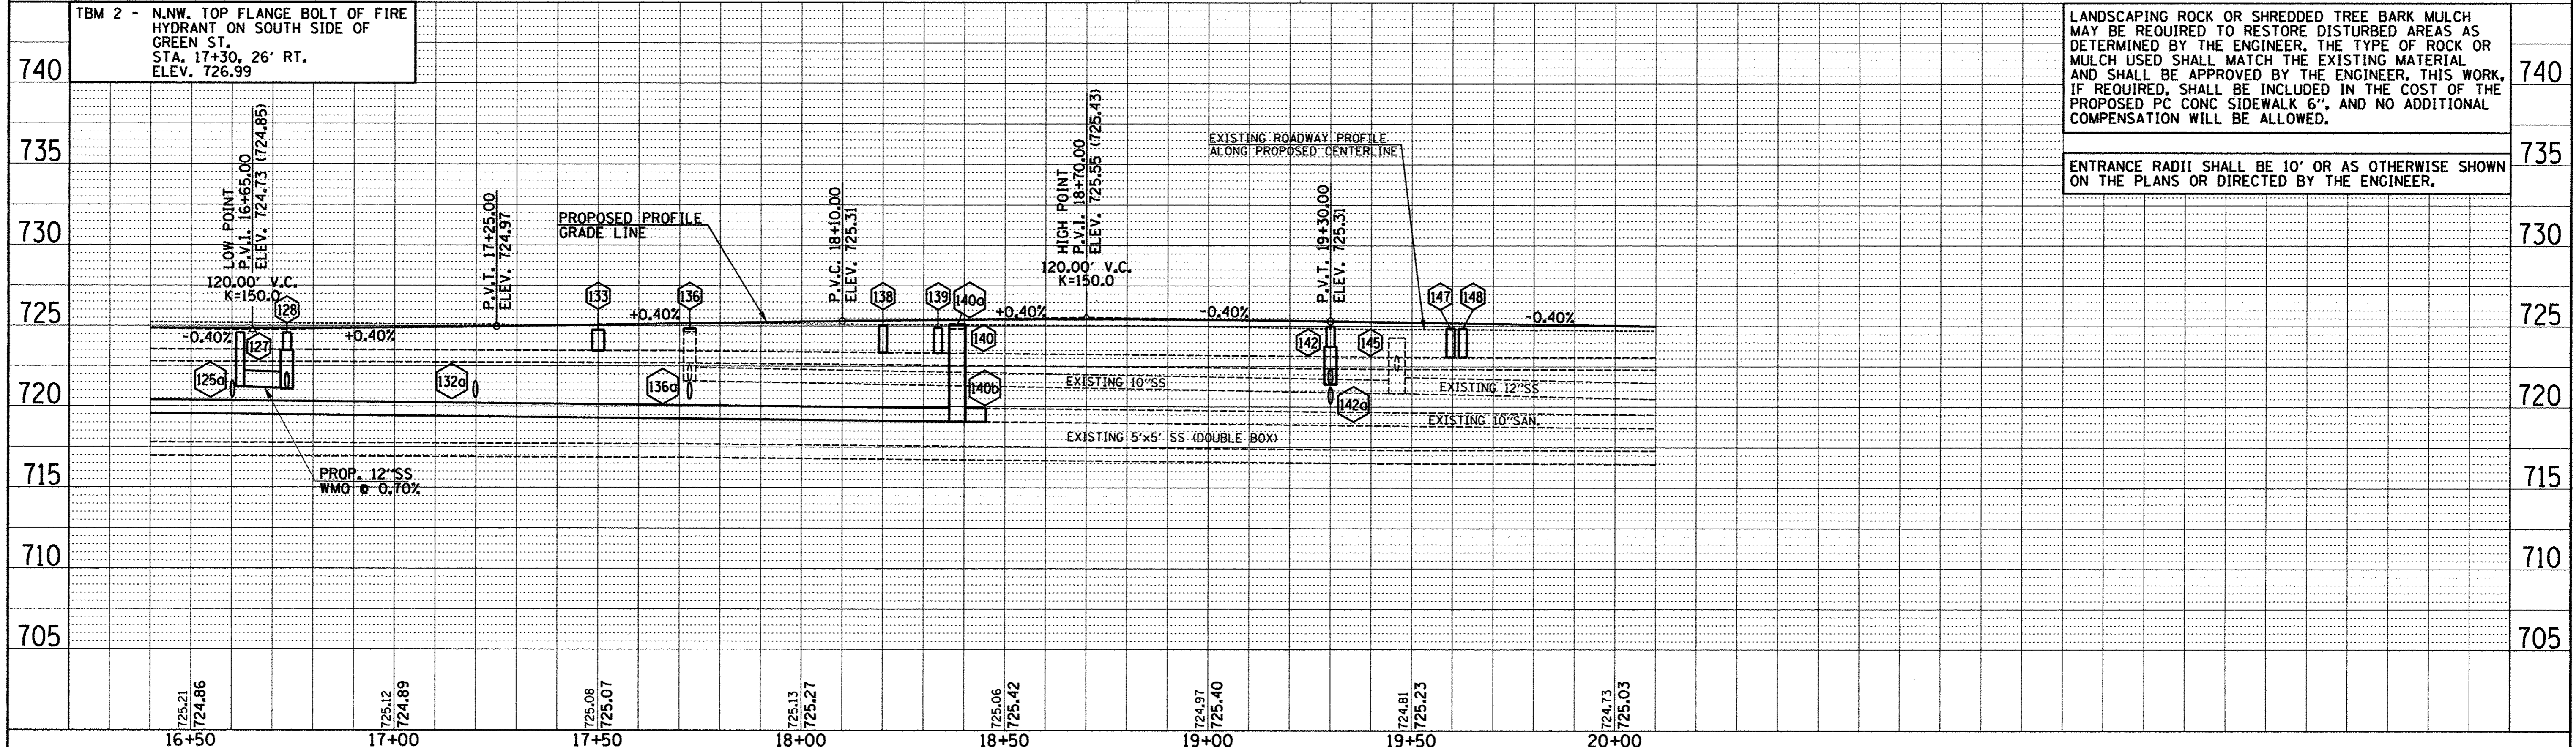 TBM 2 - N.NW. TOP FLANGE BOLT OF FIRE
HYDRANT ON SOUTH SIDE OF
GREEN ST.
STA. 17+30, 26' RT.
ELEV. 726.99
LANDSCAPING ROCK OR SHREDDED TREE BARK MULCH
MAY BE REQUIRED TO RESTORE DISTURBED AREAS AS
DETERMINED BY THE ENGINEER. THE TYPE OF ROCK OR
MULCH USED SHALL MATCH THE EXISTING MATERIAL
AND SHALL BE APPROVED BY THE ENGINEER. THIS WORK,
IF REQUIRED, SHALL BE INCLUDED IN THE COST OF THE
PROPOSED PC CONC SIDEWALK 6", AND NO ADDITIONAL
COMPENSATION WILL BE ALLOWED.
ENTRANCE RADII SHALL BE 10' OR AS OTHERWISE SHOWN
ON THE PLANS OR DIRECTED BY THE ENGINEER.
740
735
730
725
720
715
710
705
740
735
730
725
720
715
710
705
LOW POINT
P.V.I. 16+65.00
ELEV. 724.73 (724.85)
120.00' V.C.
K=150.0
P.V.T. 17+25.00
ELEV. 724.97
PROPOSED PROFILE
GRADE LINE
P.V.C. 18+10.00
ELEV. 725.31
HIGH POINT
P.V.I. 18+70.00
ELEV. 725.55 (725.43)
120.00' V.C.
K=150.0
EXISTING ROADWAY PROFILE
ALONG PROPOSED CENTERLINE
P.V.T. 19+30.00
ELEV. 725.31
128
133
136
138
139
140a
147
148
-0.40%
127
+0.40%
+0.40%
+0.40%
-0.40%
-0.40%
140
142
145
125a
132a
136a
140b
142a
EXISTING 10"SS
EXISTING 12"SS
EXISTING 10"SAN.
EXISTING 5'x5' SS (DOUBLE BOX)
PROP. 12"SS
WMQ @ 0.70%
725.21
724.86
725.12
724.89
725.08
725.07
725.13
725.27
725.06
725.42
724.97
725.40
724.81
725.23
724.73
725.03
16+50
17+00
17+50
18+00
18+50
19+00
19+50
20+00